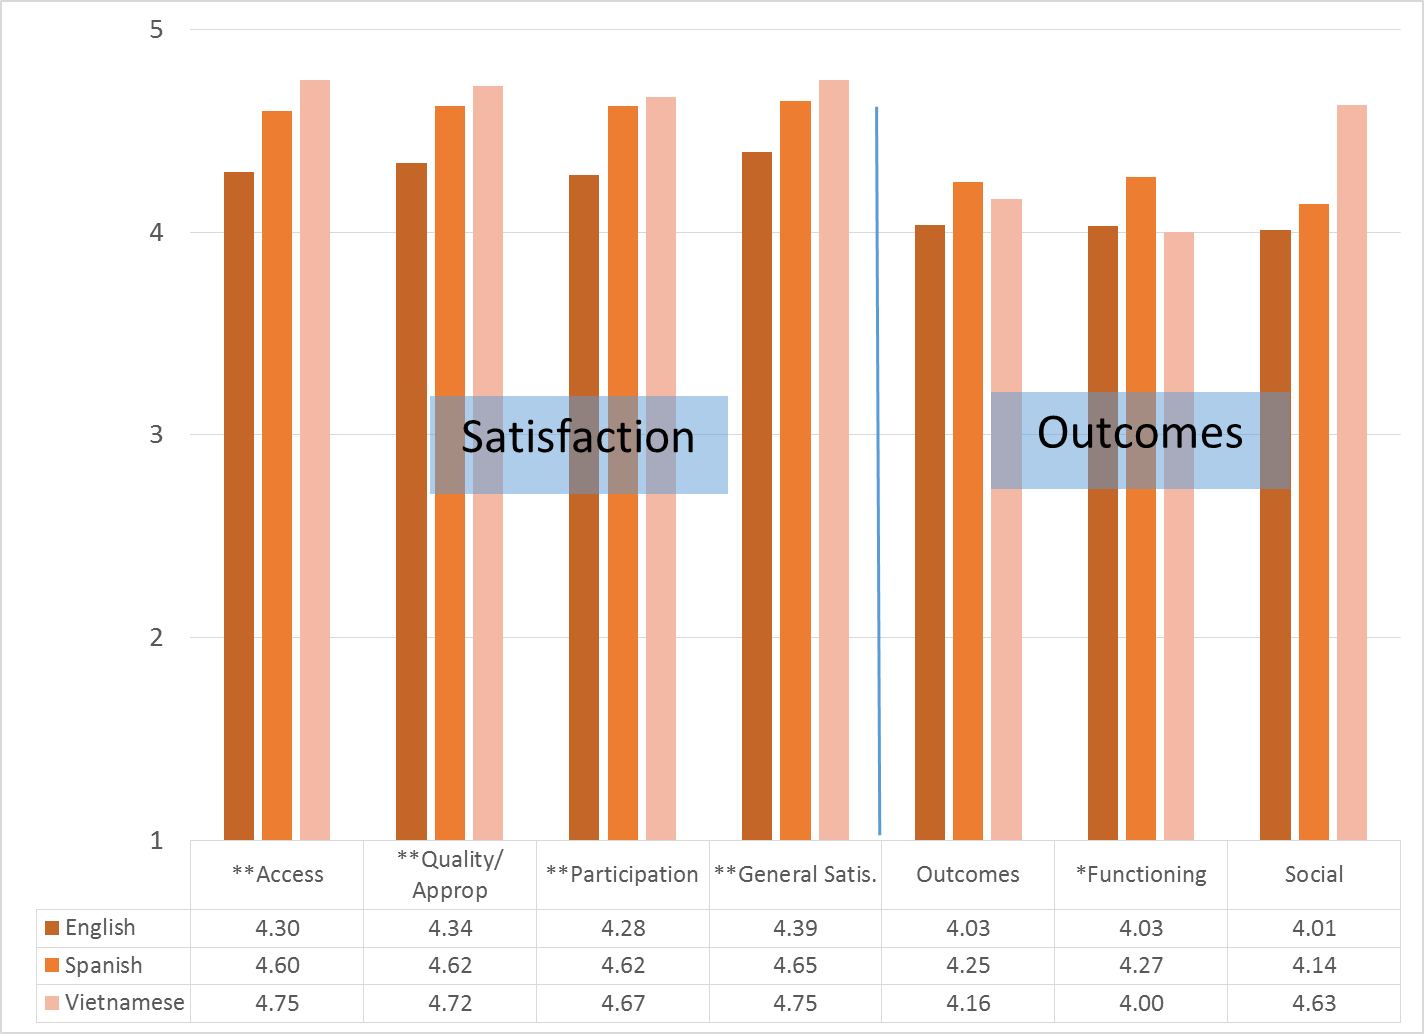 5
4
3
2
1
Satisfaction
Outcomes
**Access
**Quality/
Approp
**Participation
**General Satis.
Outcomes
*Functioning
Social
English 4.30 4.34 4.28 4.39 4.03 4.03 4.01
Spanish 4.60 4.62 4.62 4.65 4.25 4.27 4.14
Vietnamese 4.75 4.72 4.67 4.75 4.16 4.00 4.63